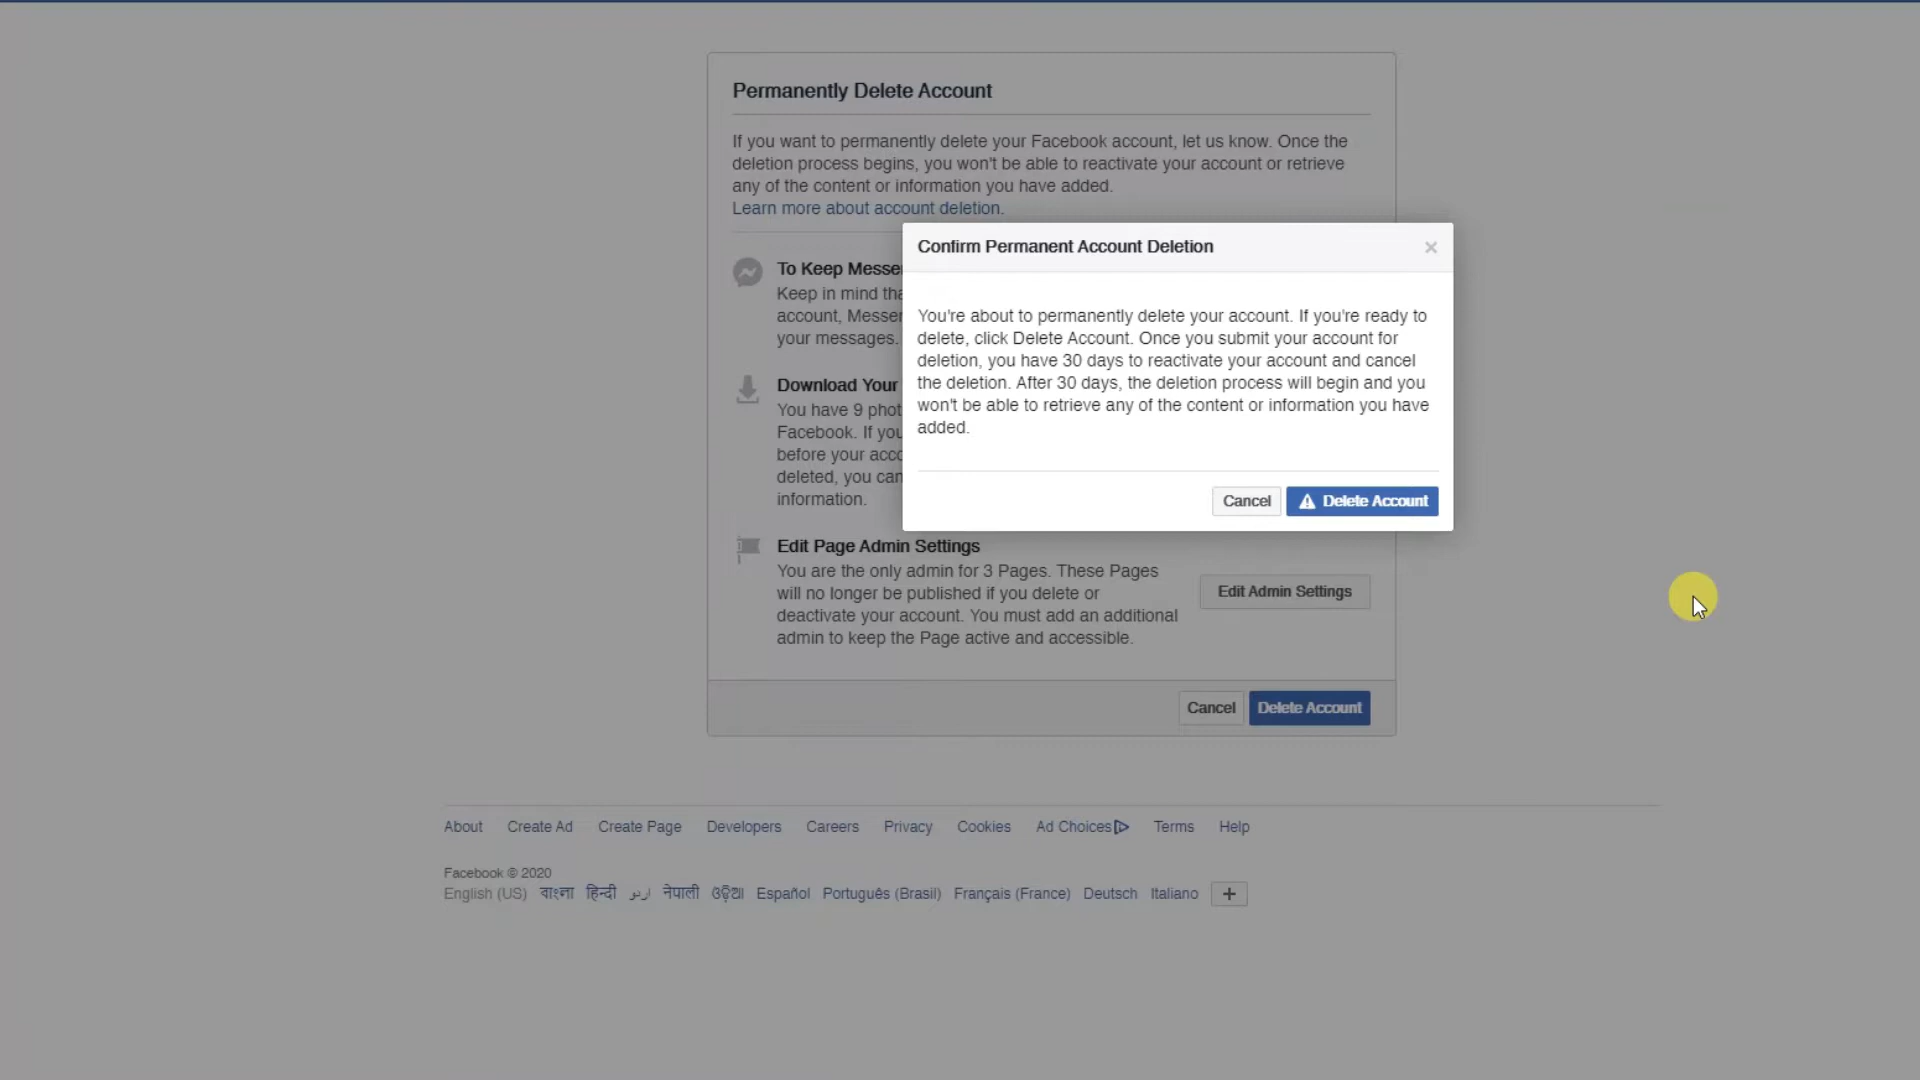 Permanently Delete Account
If you want to permanently delete your Facebook account, let us know. Once the
deletion process begins, you won't be able to reactivate your account or retrieve
any of the content or information you have added.
Learn more about account deletion.
To Keep Messe
Keep in mind tha
account, Messer
your messages.
Download Your
You have 9 phot
Facebook. If you
before your acco
deleted, you can
information.
Confirm Permanent Account Deletion
×
You're about to permanently delete your account. If you're ready to
delete, click Delete Account. Once you submit your account for
deletion, you have 30 days to reactivate your account and cancel
the deletion. After 30 days, the deletion process will begin and you
won't be able to retrieve any of the content or information you have
added.
Cancel Delete Account
Edit Page Admin Settings
You are the only admin for 3 Pages. These Pages
will no longer be published if you delete or
deactivate your account. You must add an additional
admin to keep the Page active and accessible.
Edit Admin Settings
Cancel Delete Account
About Create Ad Create Page Developers Careers Privacy Cookies Ad Choices Terms Help
Facebook © 2020
English (US) বাংলা हिन्दी اردو नेपाली ଓଡ଼ିଆ Español Português (Brasil) Français (France) Deutsch Italiano +